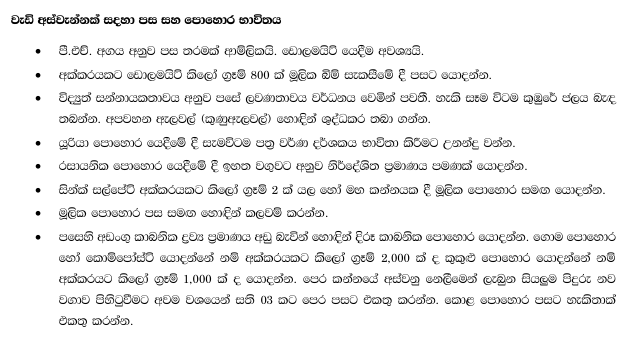 වැඩි අස්වැන්නක් සඳහා පස සහ පොහොර භාවිතය
• පී.එච්. අගය අනුව පස තරමක් ආම්ලිකයි. ඩොලමයිට් යෙදීම අවශ්‍යයි.
• අක්කරයකට ඩොලමයිට් කිලෝ ග්‍රෑම් 800 ක් මූලික බිම් සැකසීමේ දී පසට යොදන්න.
• විද්‍යුත් සන්නායකතාවය අනුව පසේ ලවණතාවය වර්ධනය වෙමින් පවතී. හැකි සෑම විටම කුඹුරේ ජලය බැඳ
තබන්න. අපවහන ඇලවල් (කුණුඇලවල්) හොඳින් ශුද්ධකර තබා ගන්න.
• යූරියා පොහොර යෙදීමේ දී සැමවිටම පත්‍ර වර්ණ දර්ශකය භාවිතා කිරීමට උනන්දු වන්න.
• රසායනික පොහොර යෙදීමේ දී ඉහත වගුවට අනුව නිර්දේශිත ප්‍රමාණය පමණක් යොදන්න.
• සින්ක් සල්පේට් අක්කරයකට කිලෝ ග්‍රෑම් 2 ක් යල හෝ මහ කන්නයක දී මූලික පොහොර සමඟ යොදන්න.
• මූලික පොහොර පස සමඟ හොඳින් කලවම් කරන්න.
• පසෙහි අඩංගු කාබනික ද්‍රව්‍ය ප්‍රමාණය අඩු බැවින් හොඳින් දිරූ කාබනික පොහොර යොදන්න. ගොම පොහොර
හෝ කොම්පෝස්ට් යොදන්නේ නම් අක්කරයකට කිලෝ ග්‍රෑම් 2,000 ක් ද කුකුළු පොහොර යොදන්නේ නම්
අක්කරයට කිලෝ ග්‍රෑම් 1,000 ක් ද යොදන්න. පෙර කන්නයේ අස්වනු නෙලීමෙන් ලැබුන සියලුම පිදුරු නව
වගාව පිහිටුවීමට අවම වශයෙන් සති 03 කට පෙර පසට එකතු කරන්න. කොළ පොහොර පසට හැකිතාක්
එකතු කරන්න.